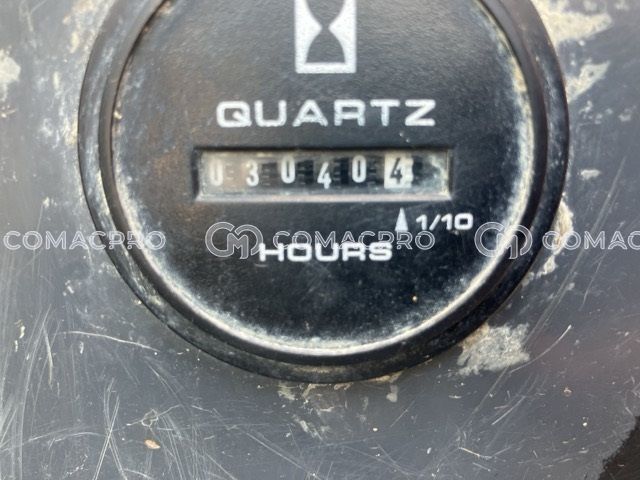 QUARTZ
030404
1/10
COMACPRO COMACPRO COMACPRO
HOURS